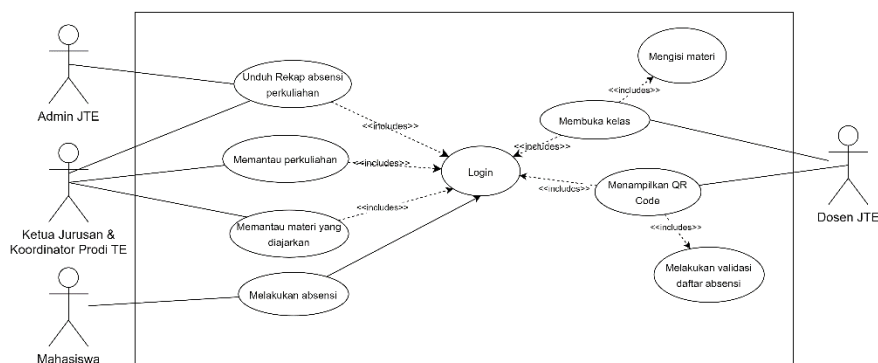 Admin JTE
Ketua Jurusan &
Koordinator Prodi TE
Mahasiswa
Unduh Rekap absensi
perkuliahan
<<includes>>
Memantau perkuliahan
<<includes>>
Memantau materi yang
diajarkan
<<includes>>
Melakukan absensi
Login
Mengisi materi
<<includes>>
Membuka kelas
<<includes>>
Menampilkan QR
Code
<<includes>>
<<includes>>
Melakukan validasi
daftar absensi
Dosen JTE